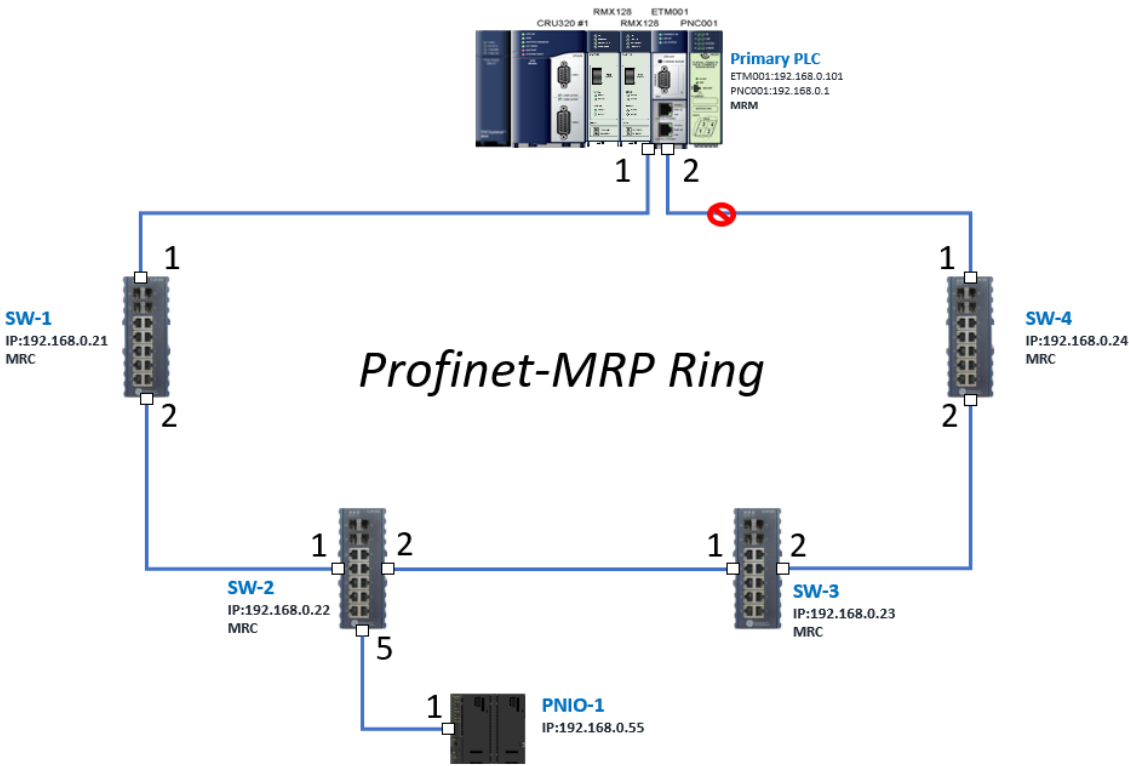 RMX128 ETM001
CRU320 #1 RMX128 PNC001
Primary PLC
ETM001:192.168.0.101
PNC001:192.168.0.1
MRM
1 2
1
SW-1
IP:192.168.0.21
MRC
2
1
SW-4
IP:192.168.0.24
MRC
2
Profinet-MRP Ring
1 2
SW-2
IP:192.168.0.22
MRC
5
1 2
SW-3
IP:192.168.0.23
MRC
1
PNIO-1
IP:192.168.0.55